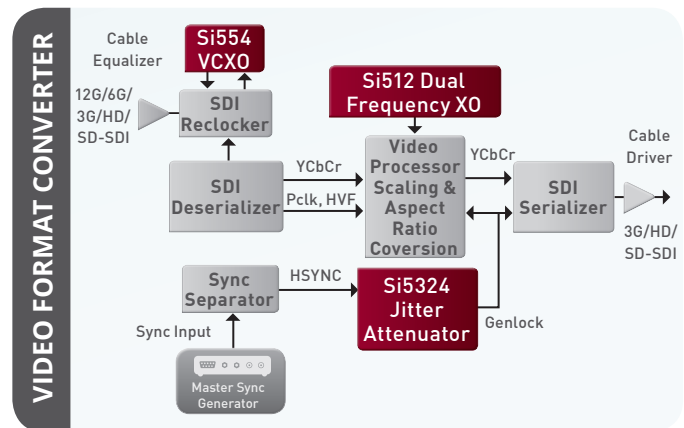 VIDEO FORMAT CONVERTER
Cable
Equalizer
Si554
VCXO
12G/6G/
3G/HD/
SD-SDI
SDI
Reclocker
Si512 Dual
Frequency XO
SDI
Deserializer
YCbCr
Pclk, HVF
Video
Processor
Scaling &
Aspect
Ratio
Coversion
YCbCr
SDI
Serializer
Cable
Driver
3G/HD/
SD-SDI
Sync
Separator
HSYNC
Si5324
Jitter
Attenuator
Genlock
Sync Input
Master Sync
Generator